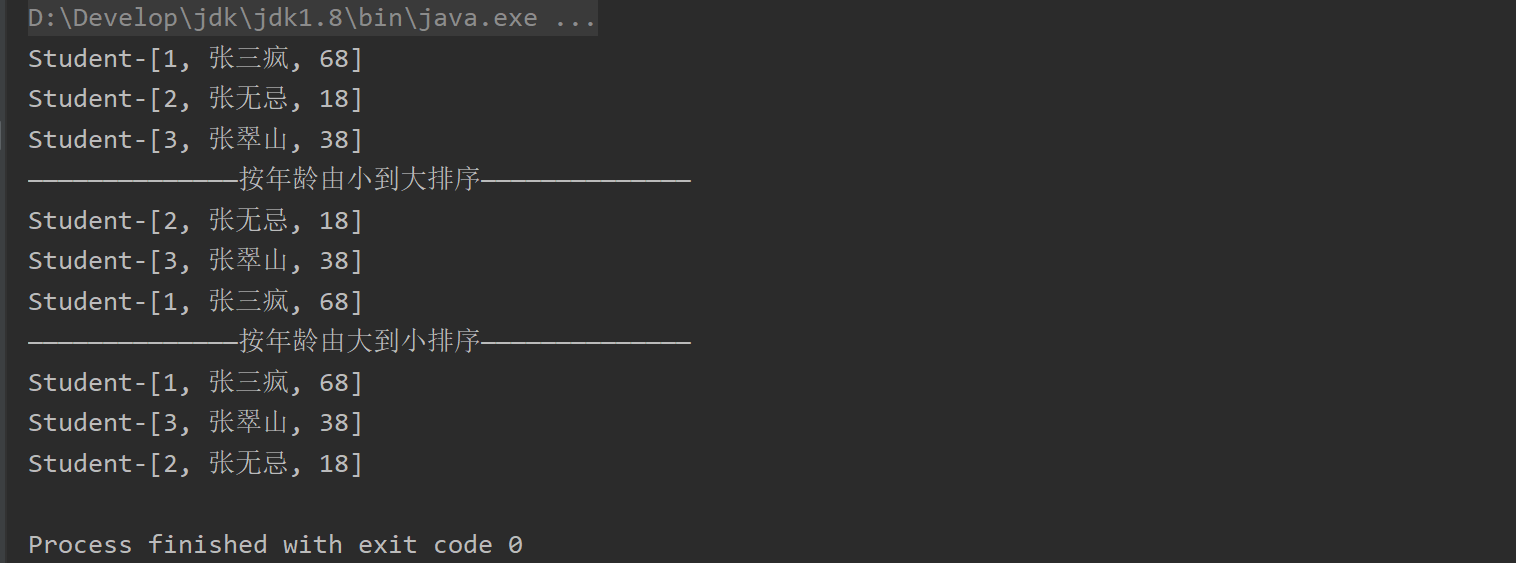 D:\Develop\jdk\jdk1.8\bin\java.exe ...
Student-[1, 张三疯, 68]
Student-[2, 张无忌, 18]
Student-[3, 张翠山, 38]
——————————————按年龄由小到大排序——————————————
Student-[2, 张无忌, 18]
Student-[3, 张翠山, 38]
Student-[1, 张三疯, 68]
——————————————按年龄由大到小排序——————————————
Student-[1, 张三疯, 68]
Student-[3, 张翠山, 38]
Student-[2, 张无忌, 18]
Process finished with exit code 0